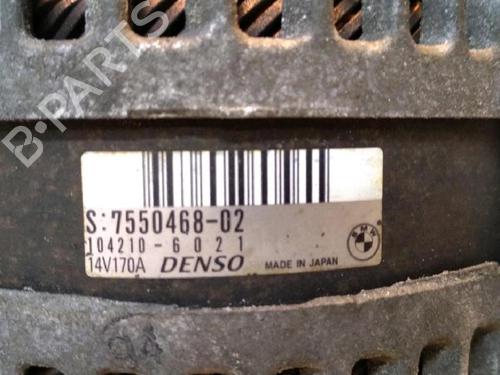 B-PARTS
S:7550468-02
104210-6021
14V170A DENSO MADE IN JAPAN
BMW